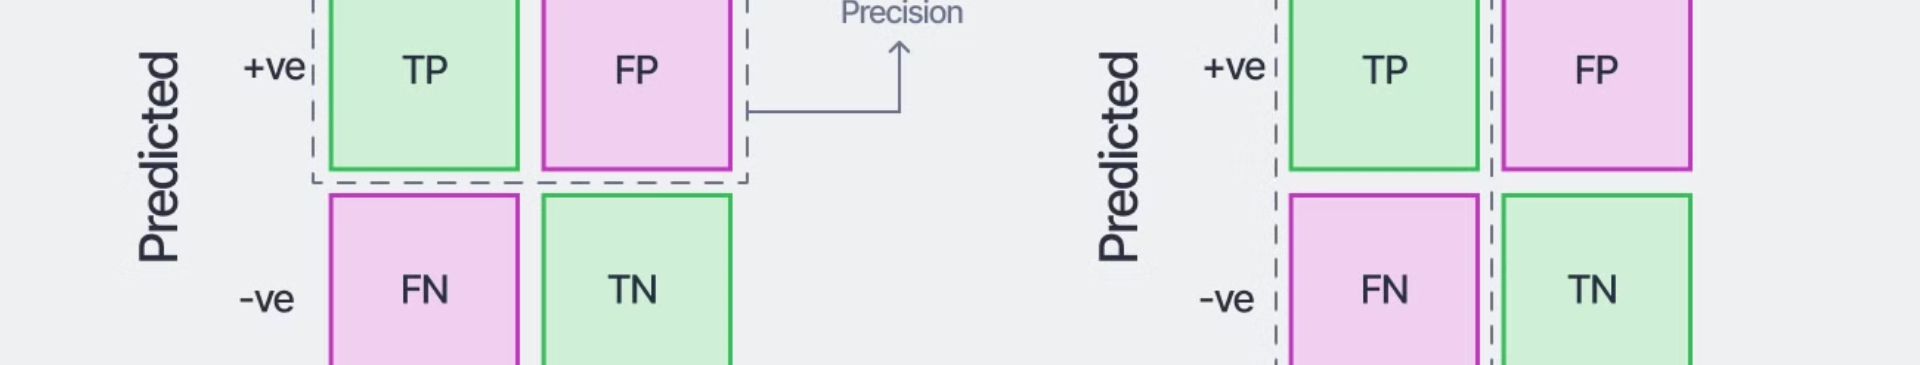 Precision
Predicted
+ve
TP
FP
-ve
FN
TN
Predicted
+ve
TP
FP
-ve
FN
TN